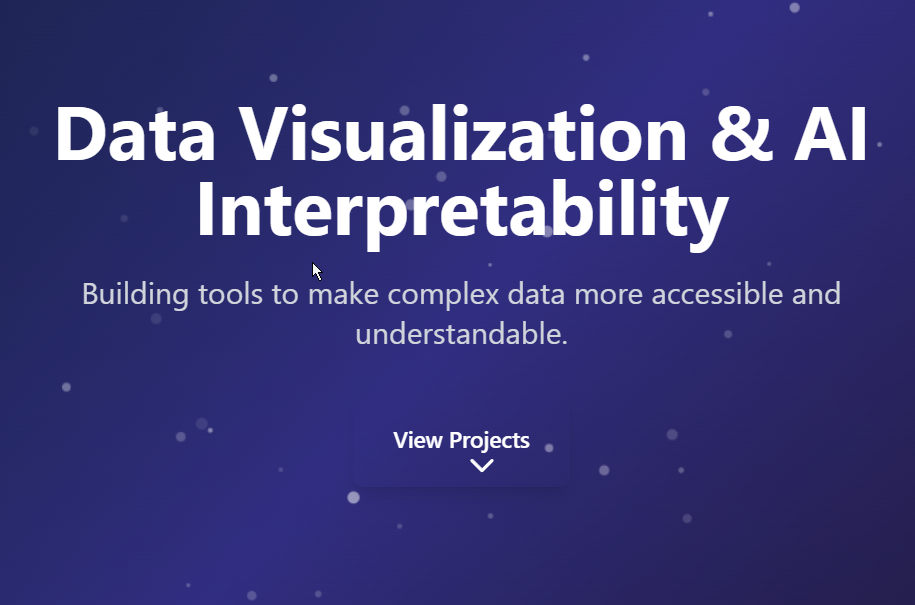 Data Visualization & AI
Interpretability
Building tools to make complex data more accessible and
understandable.
View Projects